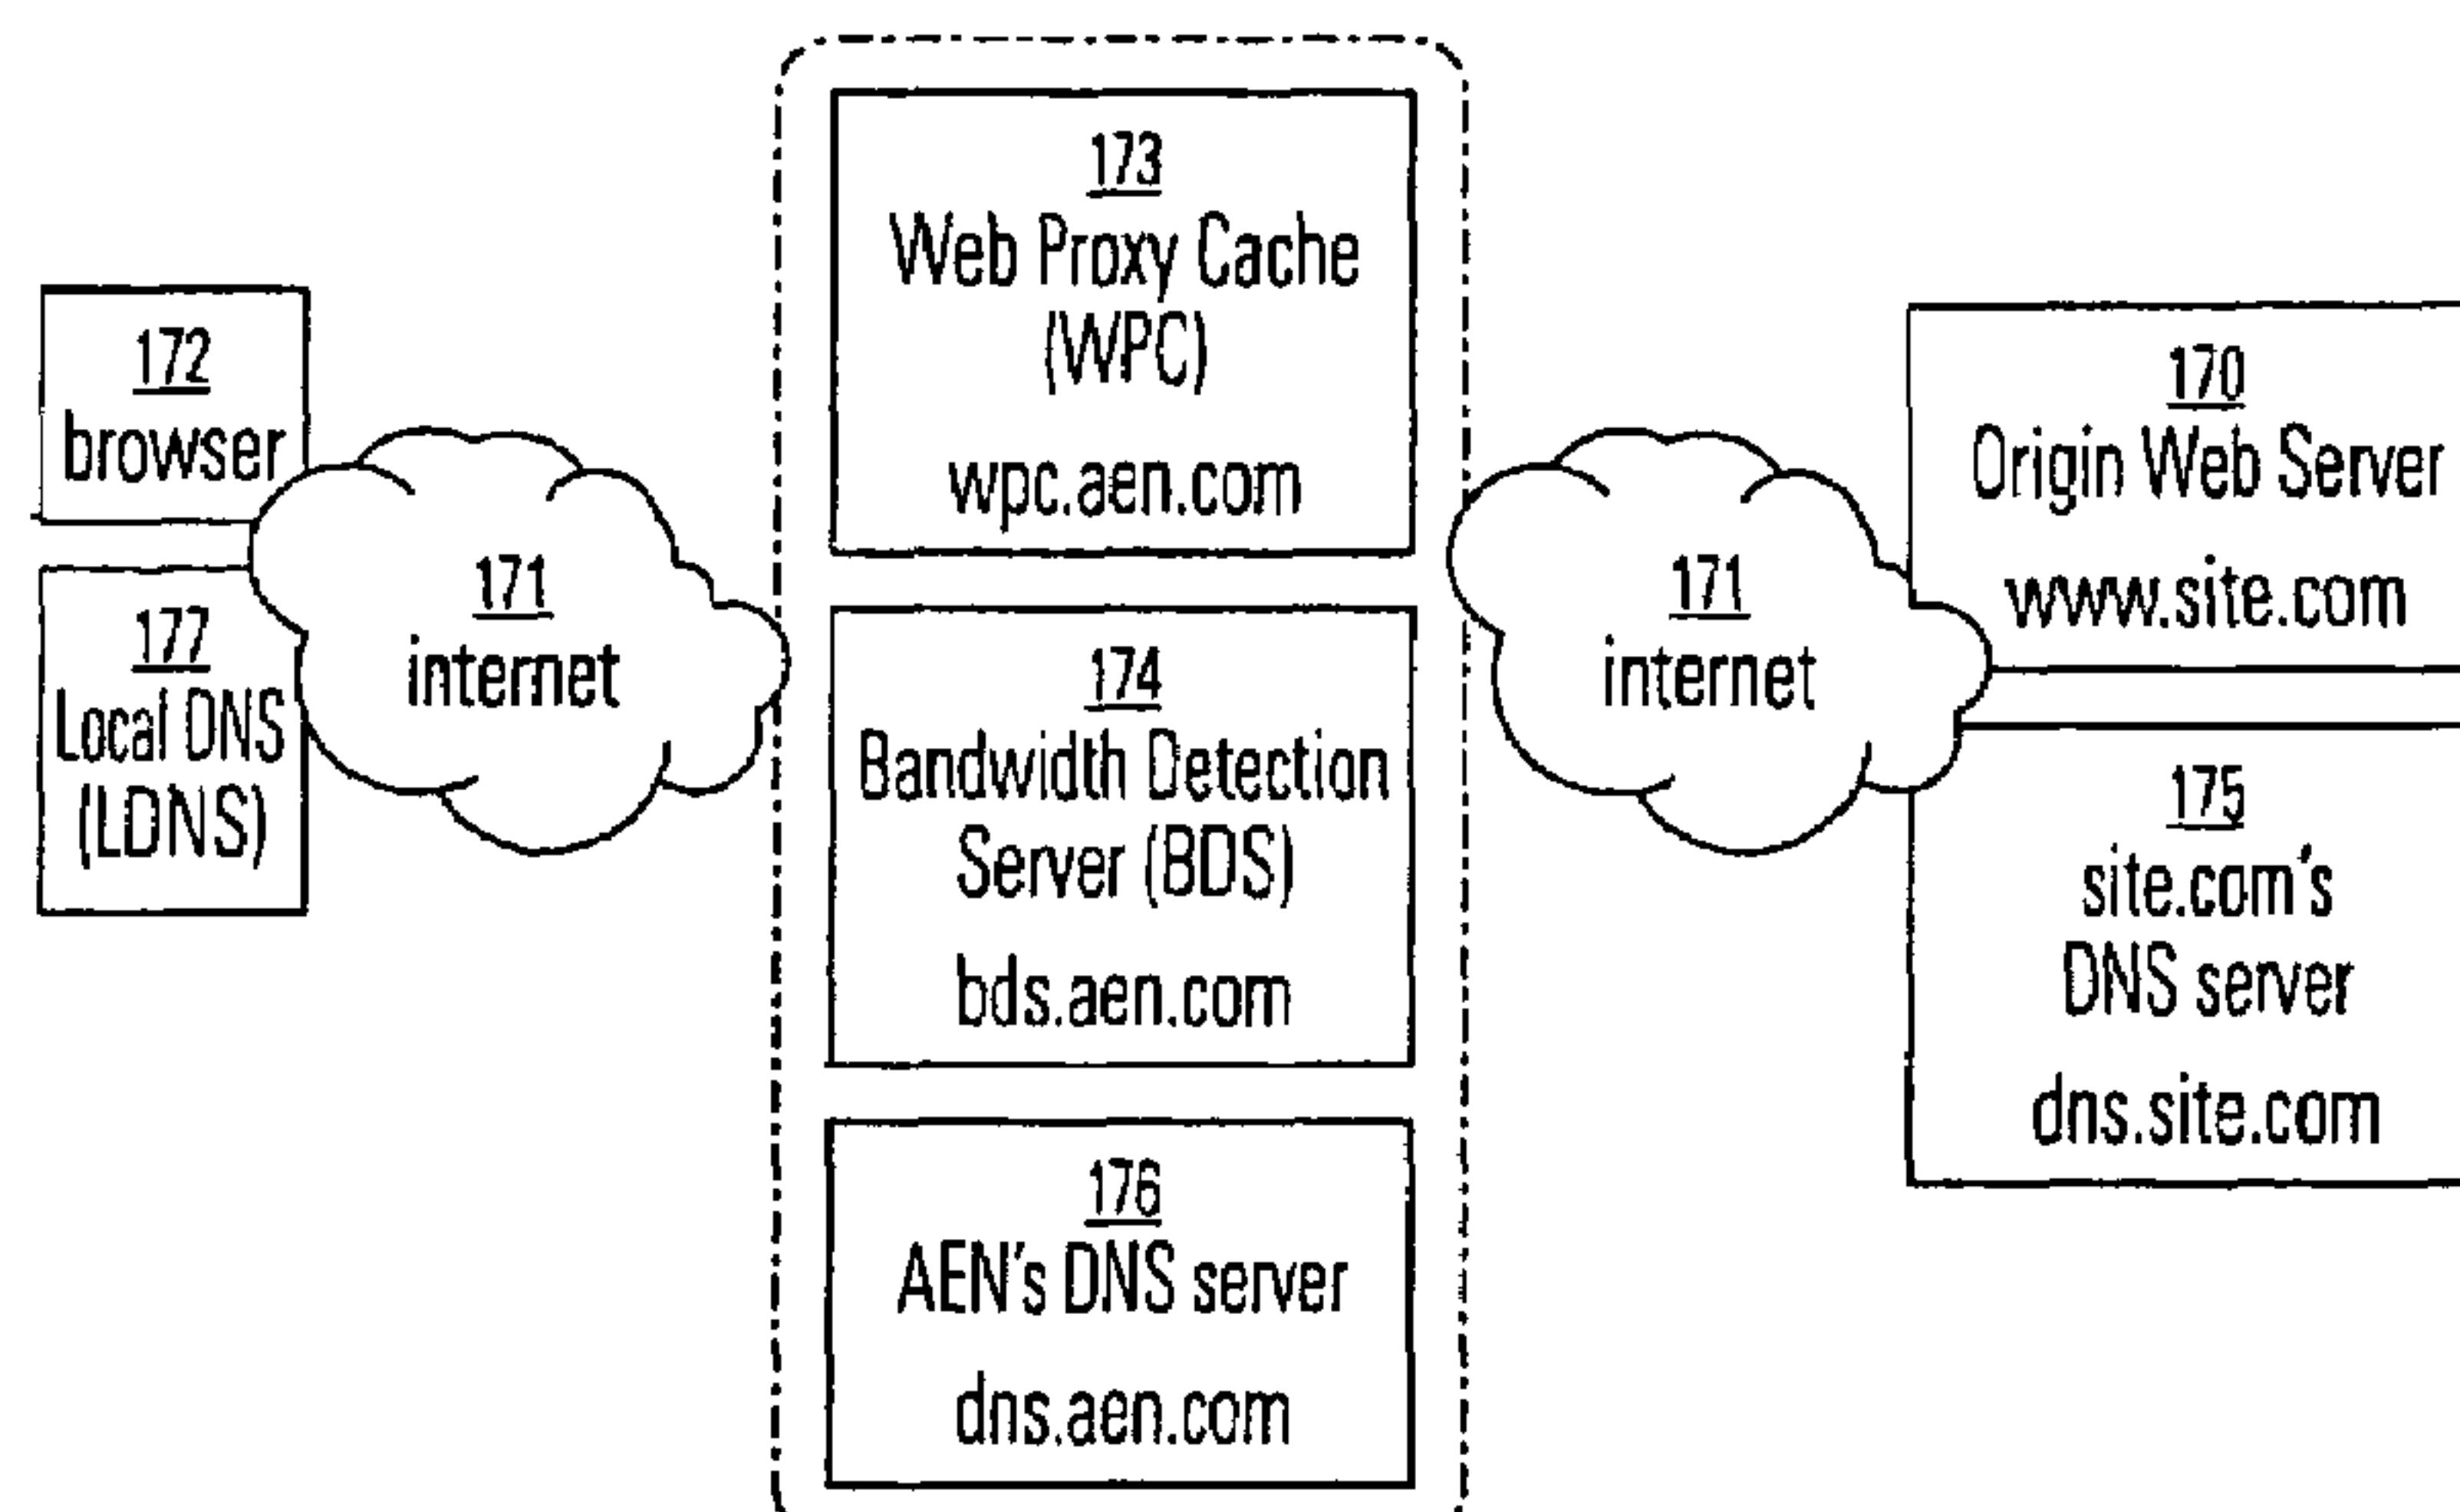 172
browser
177
Local DNS
(LDNS)
171
internet
173
Web Proxy Cache
(WPC)
wpc.aen.com
174
Bandwidth Detection
Server (BDS)
bds.aen.com
176
AEN's DNS server
dns.aen.com
171
internet
170
Origin Web Server
www.site.com
175
site.com's
DNS server
dns.site.com